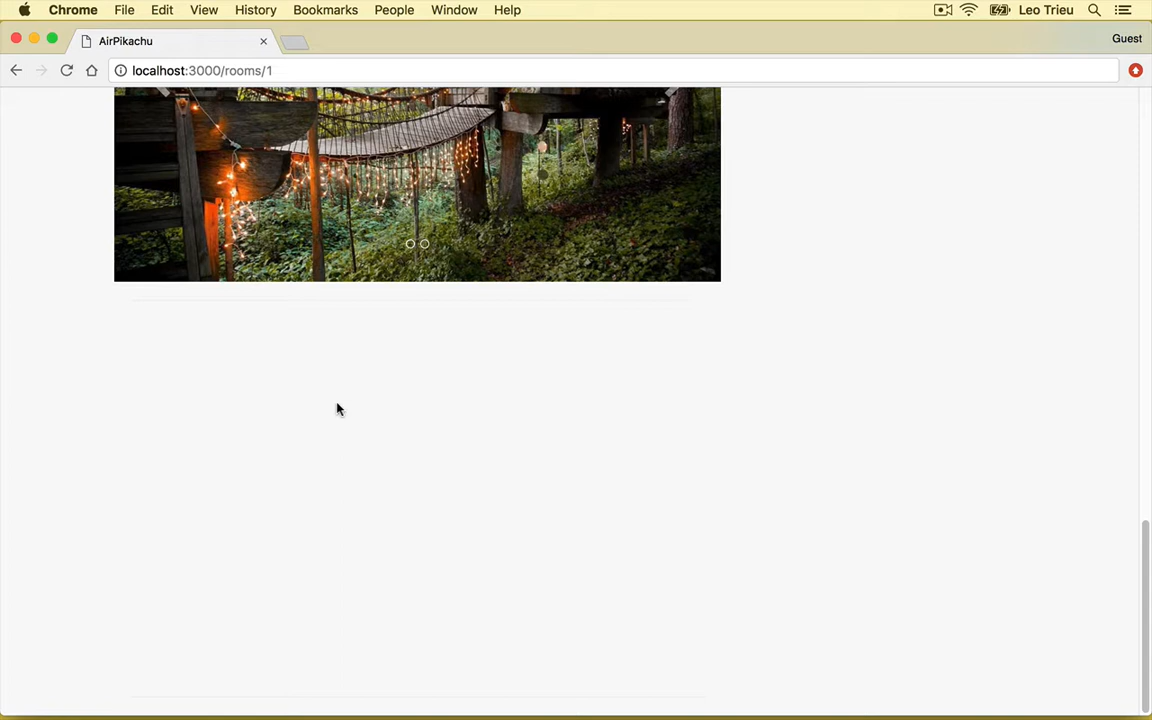 Chrome File Edit View History Bookmarks People Window Help Leo Trieu
AirPikachu Guest
localhost:3000/rooms/1